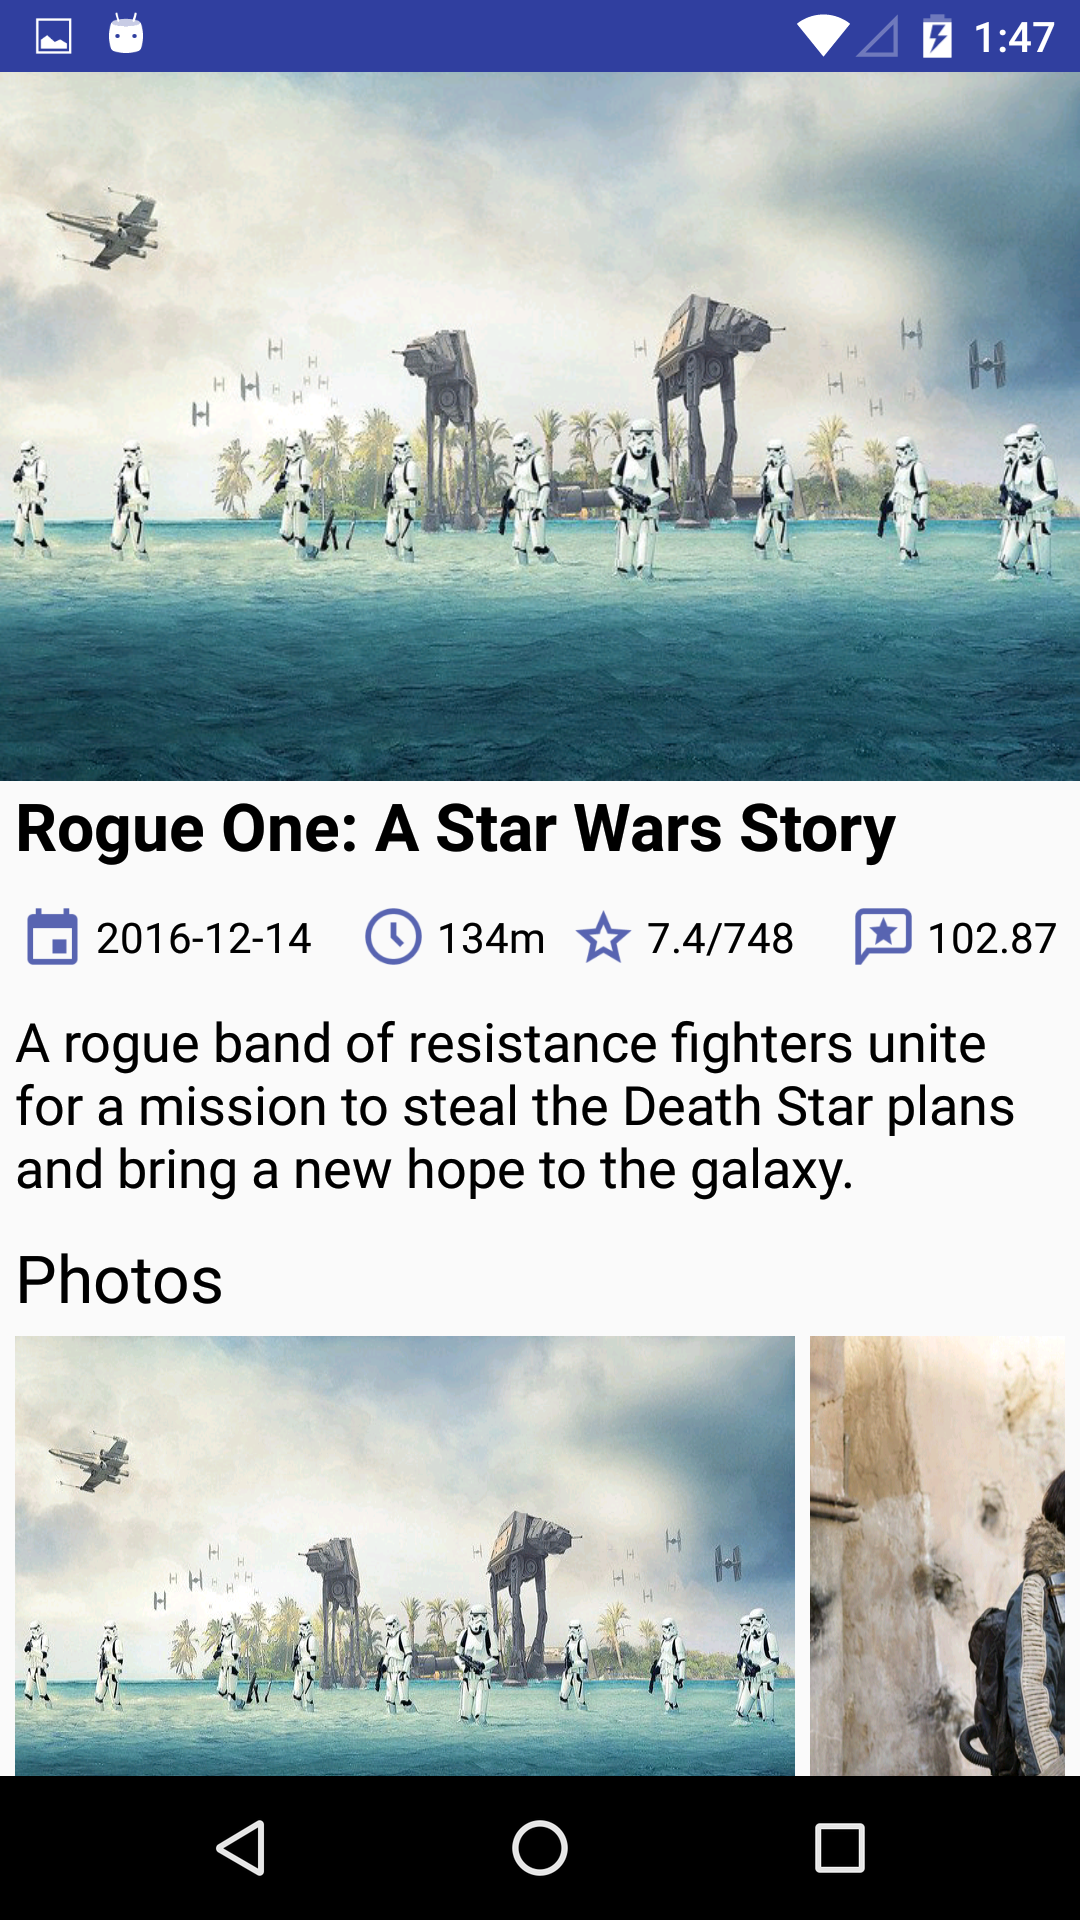 1:47
Rogue One: A Star Wars Story
2016-12-14 134m 7.4/748 102.87
A rogue band of resistance fighters unite
for a mission to steal the Death Star plans
and bring a new hope to the galaxy.
Photos